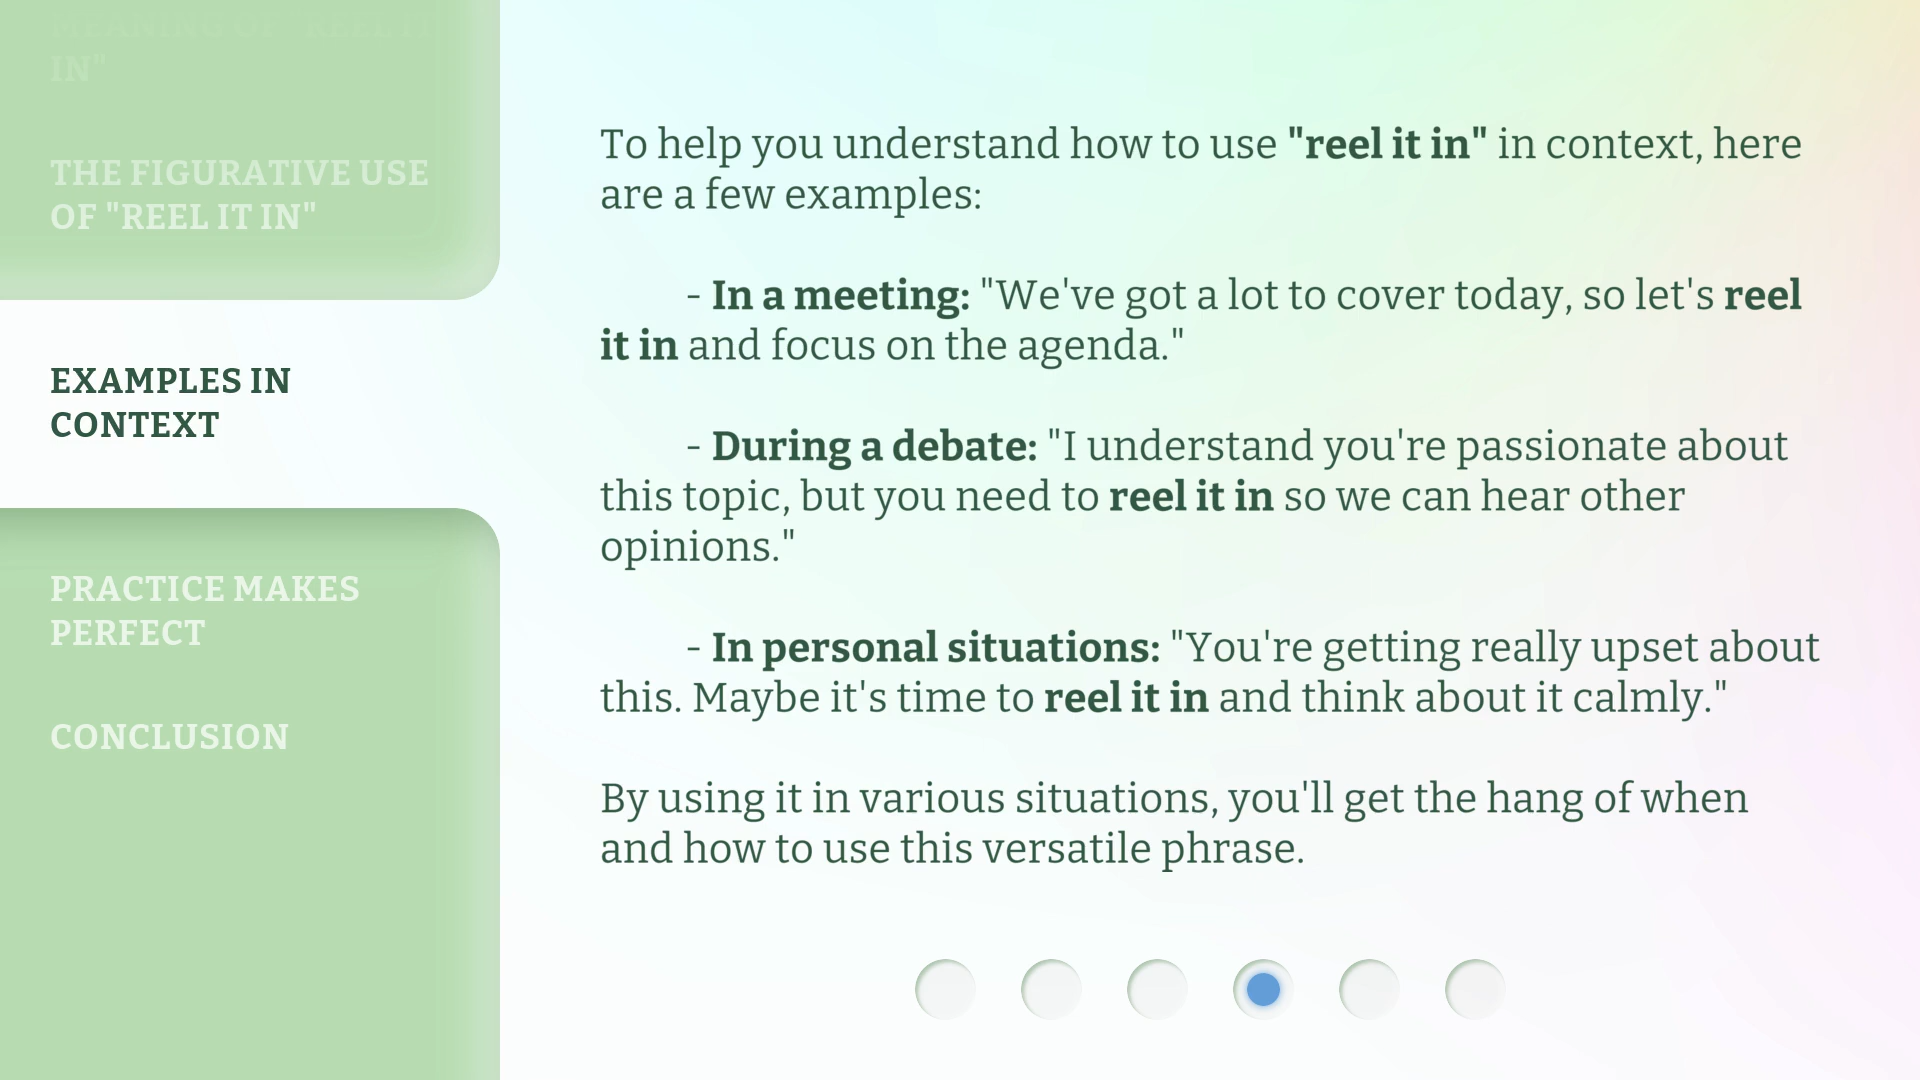 MEANING OF "REEL IT
IN"
THE FIGURATIVE USE
OF "REEL IT IN"
EXAMPLES IN
CONTEXT
PRACTICE MAKES
PERFECT
CONCLUSION
To help you understand how to use "reel it in" in context, here
are a few examples:
- In a meeting: "We've got a lot to cover today, so let's reel
it in and focus on the agenda."
- During a debate: "I understand you're passionate about
this topic, but you need to reel it in so we can hear other
opinions."
- In personal situations: "You're getting really upset about
this. Maybe it's time to reel it in and think about it calmly."
By using it in various situations, you'll get the hang of when
and how to use this versatile phrase.